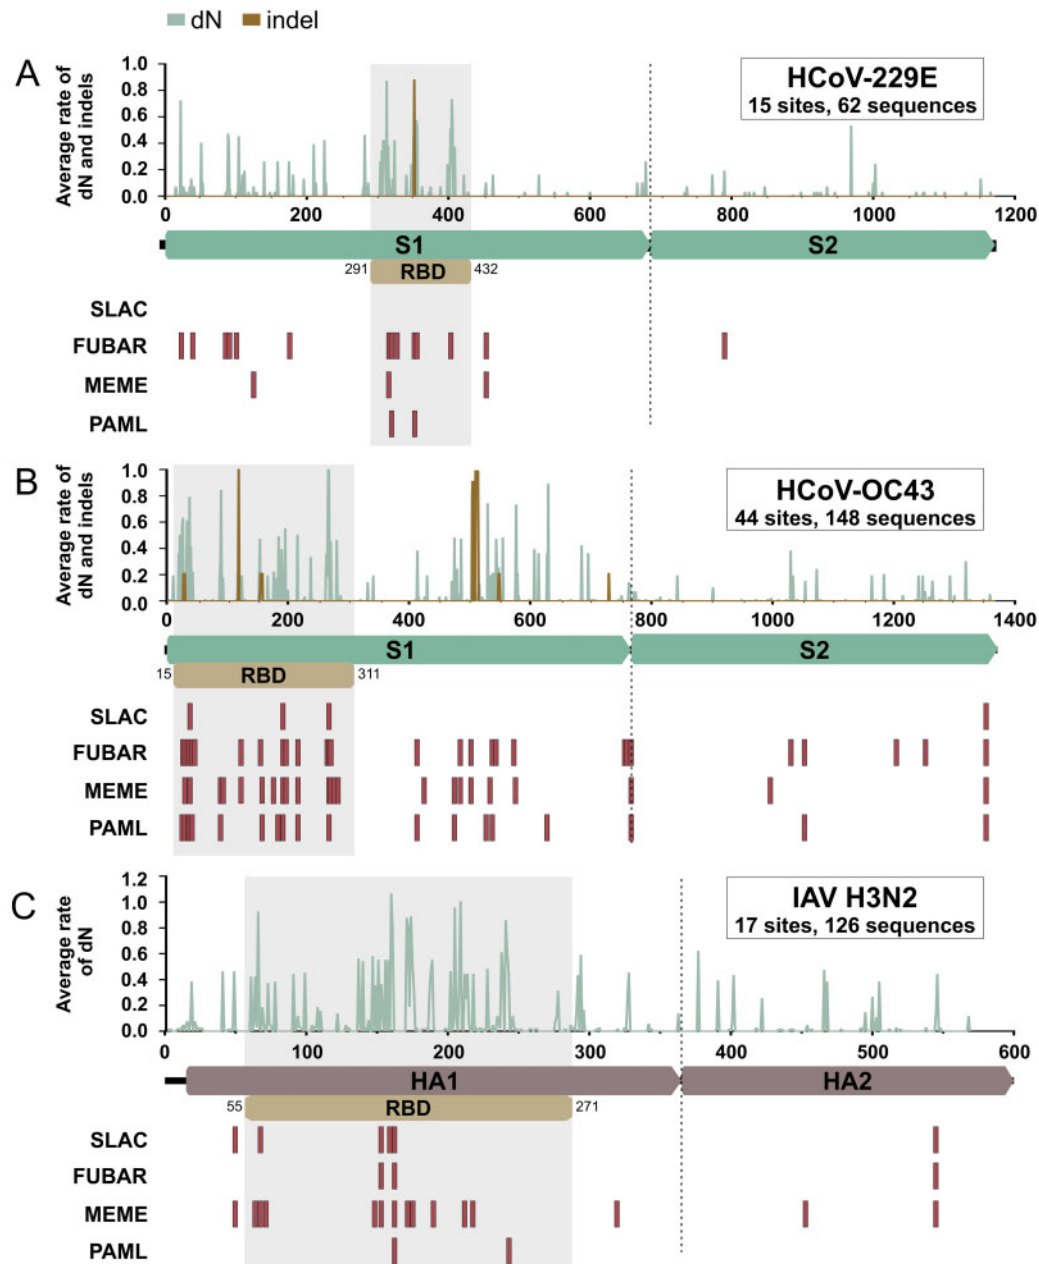 dN indel
A
Average rate of
dN and indels
1.0
0.8
0.6
0.4
0.2
0.0
HCoV-229E
15 sites, 62 sequences
0 200 400 600 800 1000 1200
S1 S2
291 RBD 432
SLAC
FUBAR
MEME
PAML
B
Average rate of
dN and indels
1.0
0.8
0.6
0.4
0.2
0.0
HCoV-OC43
44 sites, 148 sequences
0 200 400 600 800 1000 1200 1400
S1 S2
15 RBD 311
SLAC
FUBAR
MEME
PAML
C
Average rate
of dN
1.2
1.0
0.8
0.6
0.4
0.2
0.0
IAV H3N2
17 sites, 126 sequences
0 100 200 300 400 500 600
HA1 HA2
55 RBD 271
SLAC
FUBAR
MEME
PAML